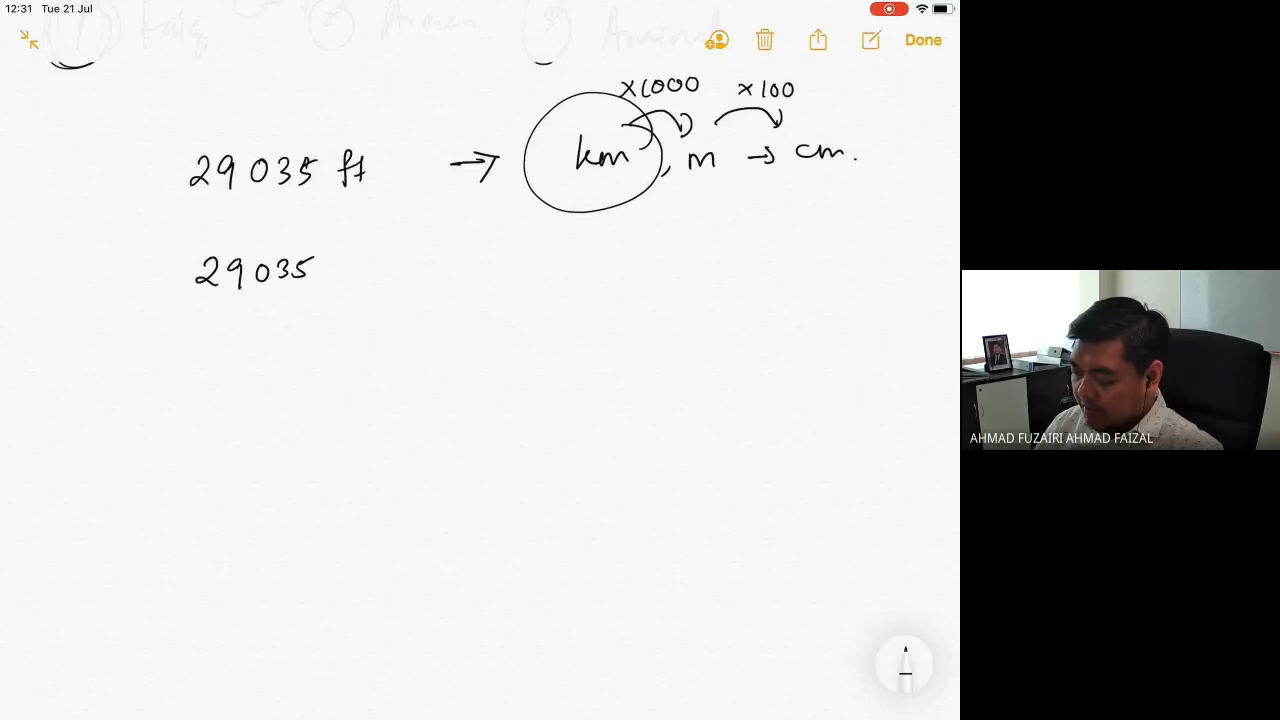 12:31 Tue 21 Jul
Done
x1000 x100
29035 ft → km, m → cm.
29035
AHMAD FUZAIRI AHMAD FAIZAL